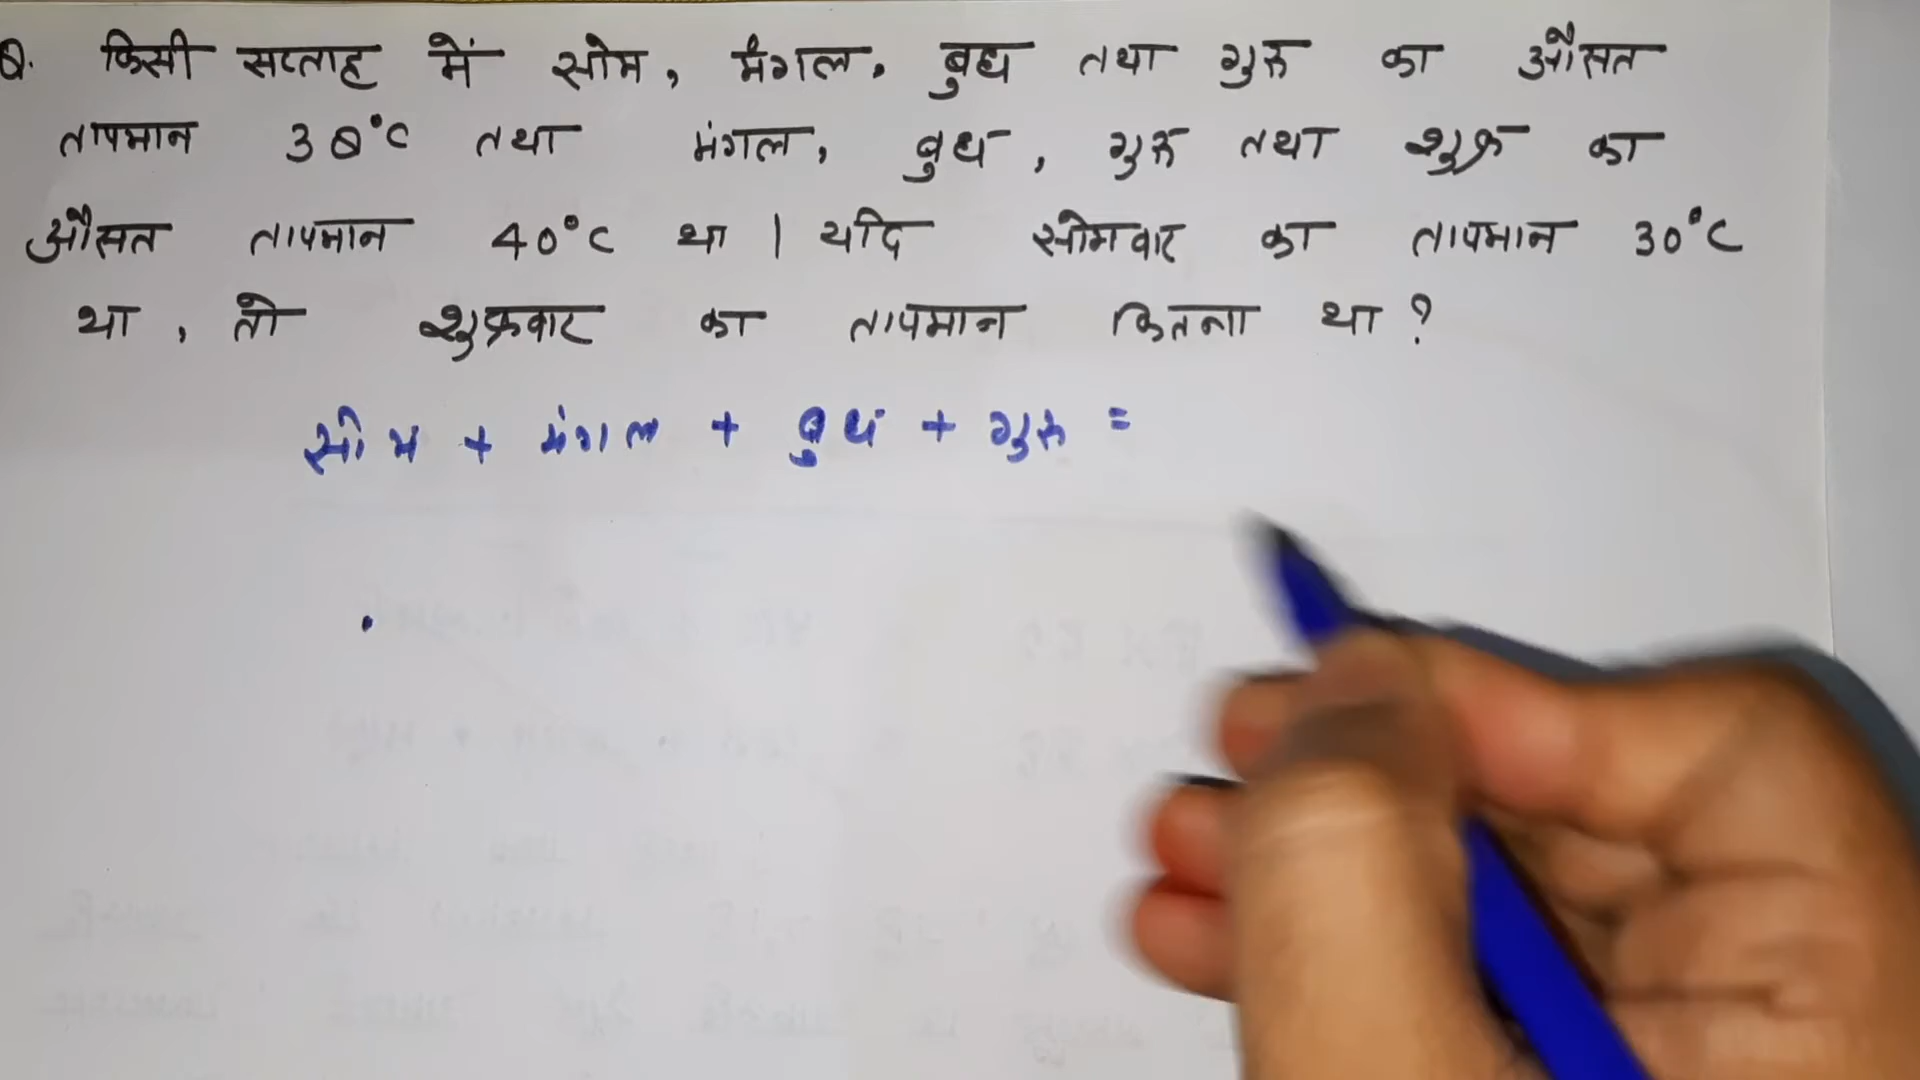 Q. किसी सप्ताह में सोम, मंगल, बुध तथा गुरु का औसत
तापमान 38°C तथा मंगल, बुध, गुरु तथा शुक्र का
औसत तापमान 40°C था। यदि सोमवार का तापमान 30°C
था, तो शुक्रवार का तापमान कितना था?
सोम + मंगल + बुध + गुरु =